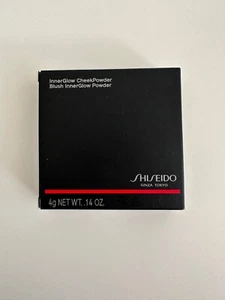 InnerGlow CheekPowder
Blush InnerGlow Powder
SHISEIDO
GINZA TOKYO
4g NET WT. .14 OZ.